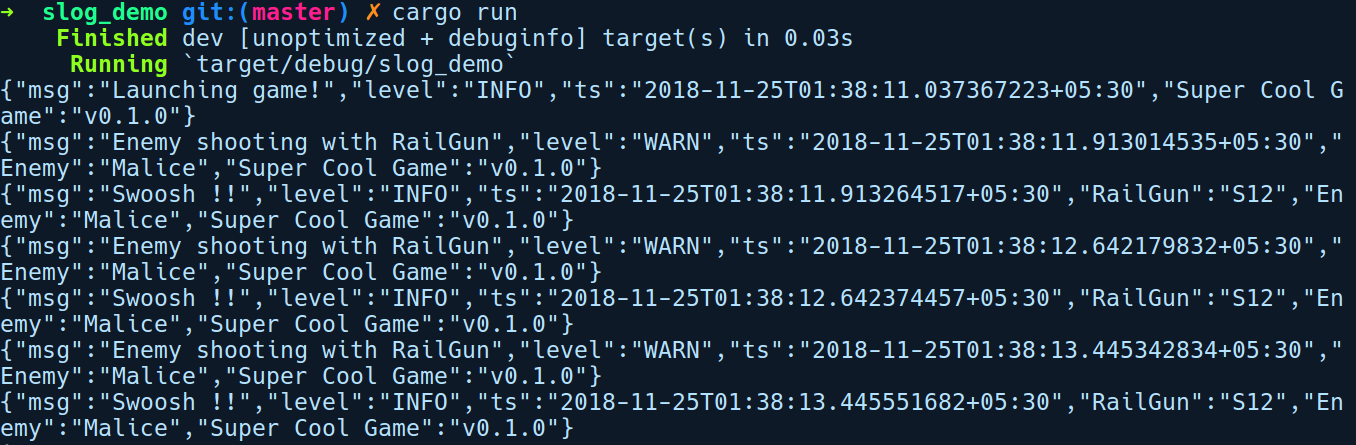 → slog_demo git:(master) ✗ cargo run
Finished dev [unoptimized + debuginfo] target(s) in 0.03s
Running `target/debug/slog_demo`
{"msg":"Launching game!","level":"INFO","ts":"2018-11-25T01:38:11.037367223+05:30","Super Cool G
ame":"v0.1.0"}
{"msg":"Enemy shooting with RailGun","level":"WARN","ts":"2018-11-25T01:38:11.913014535+05:30","
Enemy":"Malice","Super Cool Game":"v0.1.0"}
{"msg":"Swoosh !!","level":"INFO","ts":"2018-11-25T01:38:11.913264517+05:30","RailGun":"S12","En
emy":"Malice","Super Cool Game":"v0.1.0"}
{"msg":"Enemy shooting with RailGun","level":"WARN","ts":"2018-11-25T01:38:12.642179832+05:30","
Enemy":"Malice","Super Cool Game":"v0.1.0"}
{"msg":"Swoosh !!","level":"INFO","ts":"2018-11-25T01:38:12.642374457+05:30","RailGun":"S12","En
emy":"Malice","Super Cool Game":"v0.1.0"}
{"msg":"Enemy shooting with RailGun","level":"WARN","ts":"2018-11-25T01:38:13.445342834+05:30","
Enemy":"Malice","Super Cool Game":"v0.1.0"}
{"msg":"Swoosh !!","level":"INFO","ts":"2018-11-25T01:38:13.445551682+05:30","RailGun":"S12","En
emy":"Malice","Super Cool Game":"v0.1.0"}